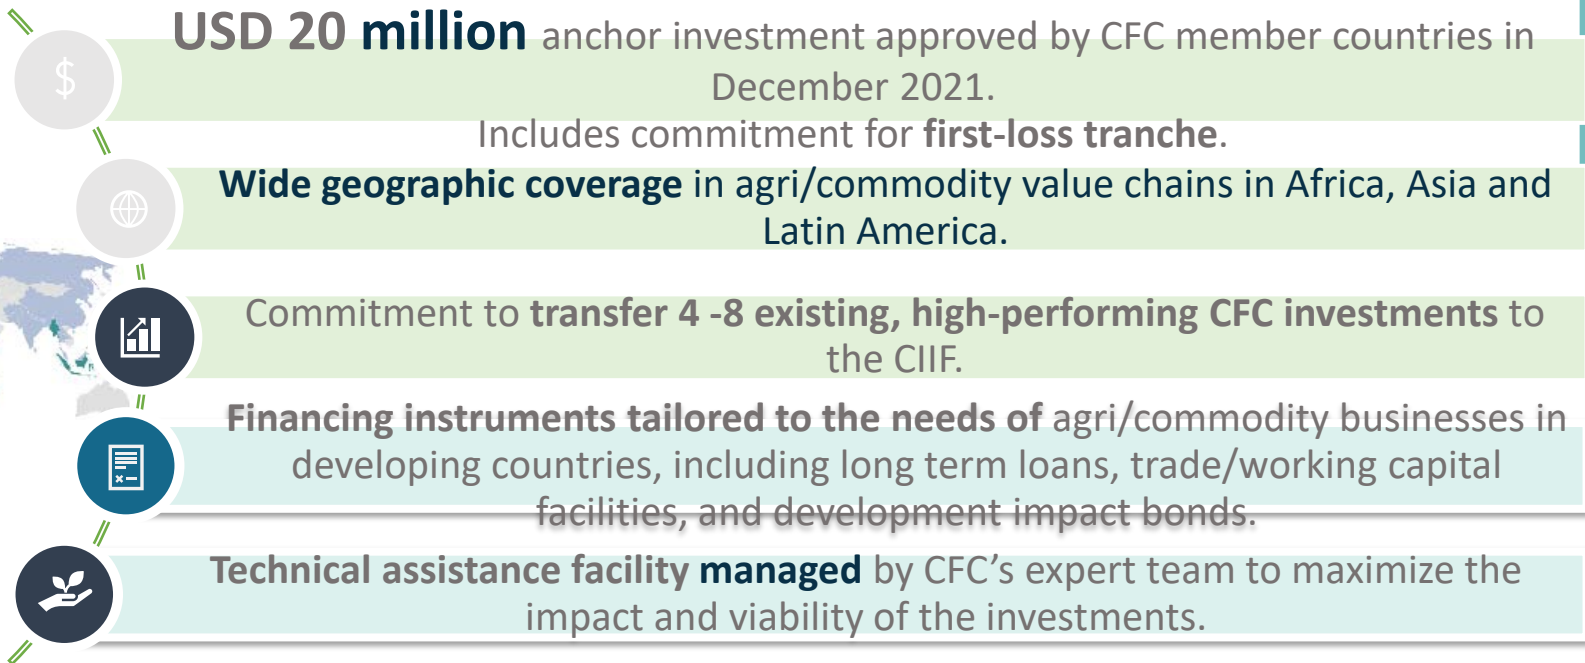 USD 20 million anchor investment approved by CFC member countries in
December 2021.
Includes commitment for first-loss tranche.
Wide geographic coverage in agri/commodity value chains in Africa, Asia and
Latin America.
Commitment to transfer 4 -8 existing, high-performing CFC investments to
the CIIF.
Financing instruments tailored to the needs of agri/commodity businesses in
developing countries, including long term loans, trade/working capital
facilities, and development impact bonds.
Technical assistance facility managed by CFC’s expert team to maximize the
impact and viability of the investments.